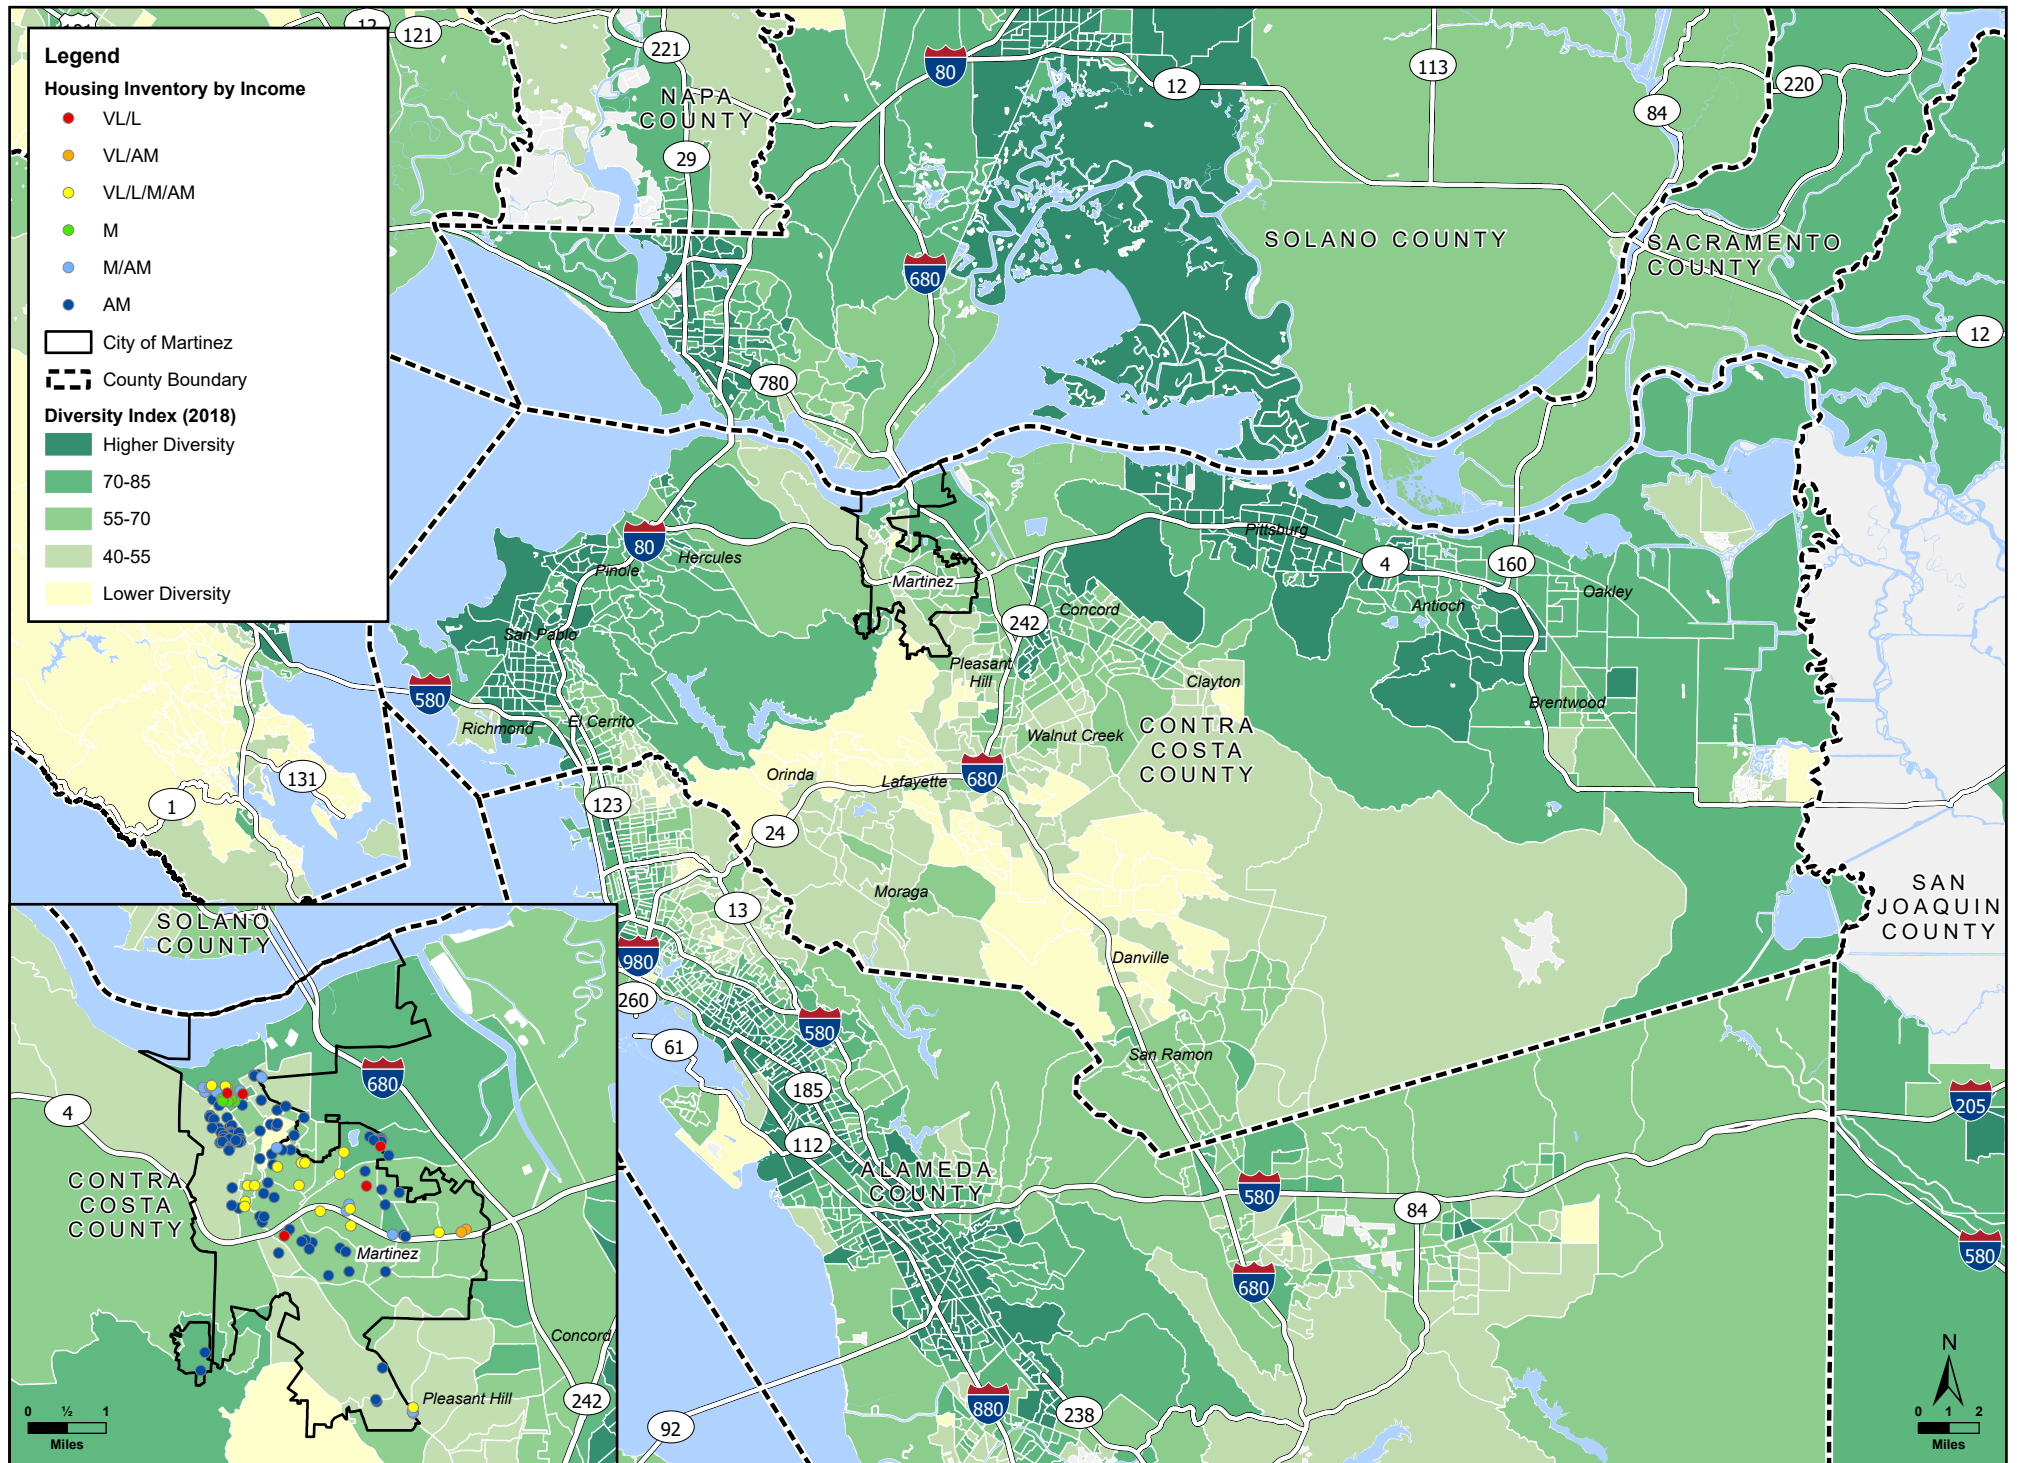 Legend
Housing Inventory by Income
VL/L
VL/AM
VL/L/M/AM
M
M/AM
AM
City of Martinez
County Boundary
Diversity Index (2018)
Higher Diversity
70-85
55-70
40-55
Lower Diversity
12
121
221
80
12
113
84
220
NAPA
COUNTY
29
680
SOLANO COUNTY
SACRAMENTO
COUNTY
12
780
80
Hercules
Pinole
Martinez
Pittsburg
4
160
Antioch
Oakley
242
Concord
San Pablo
Pleasant
Hill
Clayton
580
Richmond
El Cerrito
Brentwood
Walnut Creek
CONTRA
COSTA
COUNTY
131
1
Orinda
Lafayette
680
123
24
Moraga
13
SAN
JOAQUIN
COUNTY
980
Danville
260
580
61
San Ramon
185
205
112
ALAMEDA
COUNTY
580
84
580
680
880
238
92
N
0 1 2
Miles
SOLANO
COUNTY
680
4
CONTRA
COSTA
COUNTY
Martinez
Concord
Pleasant Hill
242
0 ½ 1
Miles